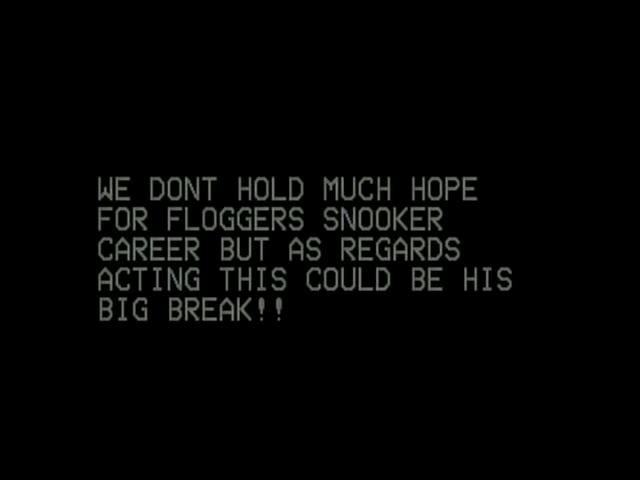 WE DONT HOLD MUCH HOPE
FOR FLOGGERS SNOOKER
CAREER BUT AS REGARDS
ACTING THIS COULD BE HIS
BIG BREAK!!